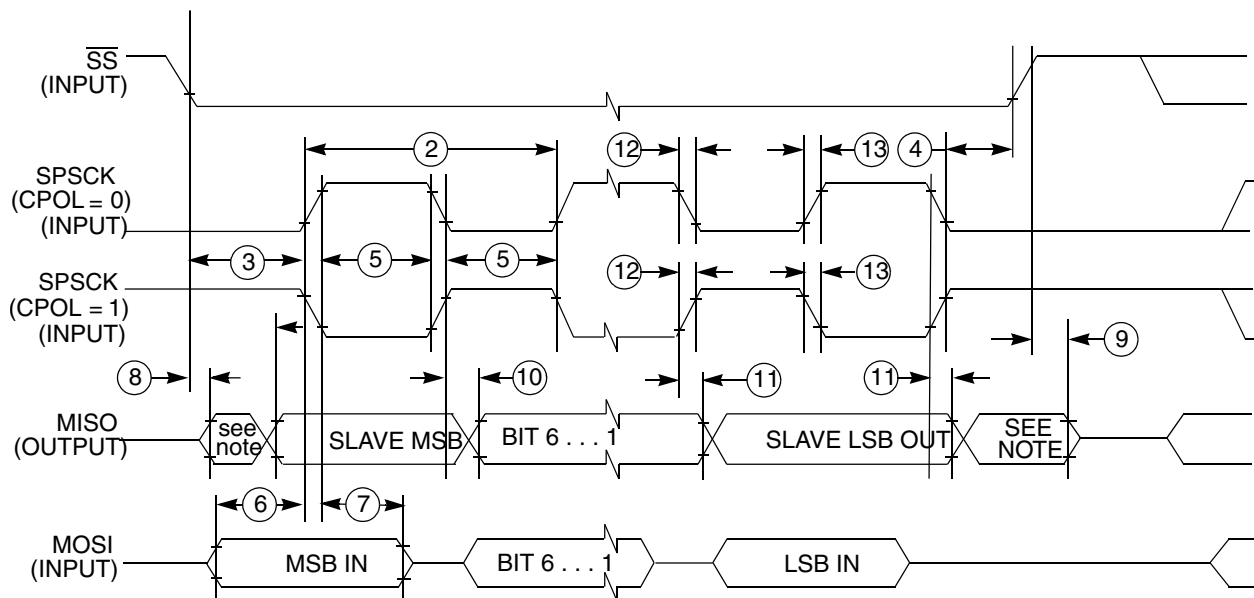 SS
(INPUT)
2
12
13
4
SPSCK
(CPOL = 0)
(INPUT)
3
5
5
12
13
SPSCK
(CPOL = 1)
(INPUT)
8
10
11
11
9
MISO
(OUTPUT)
see
note
SLAVE MSB
BIT 6 . . . 1
SLAVE LSB OUT
SEE
NOTE
6
7
MOSI
(INPUT)
MSB IN
BIT 6 . . . 1
LSB IN